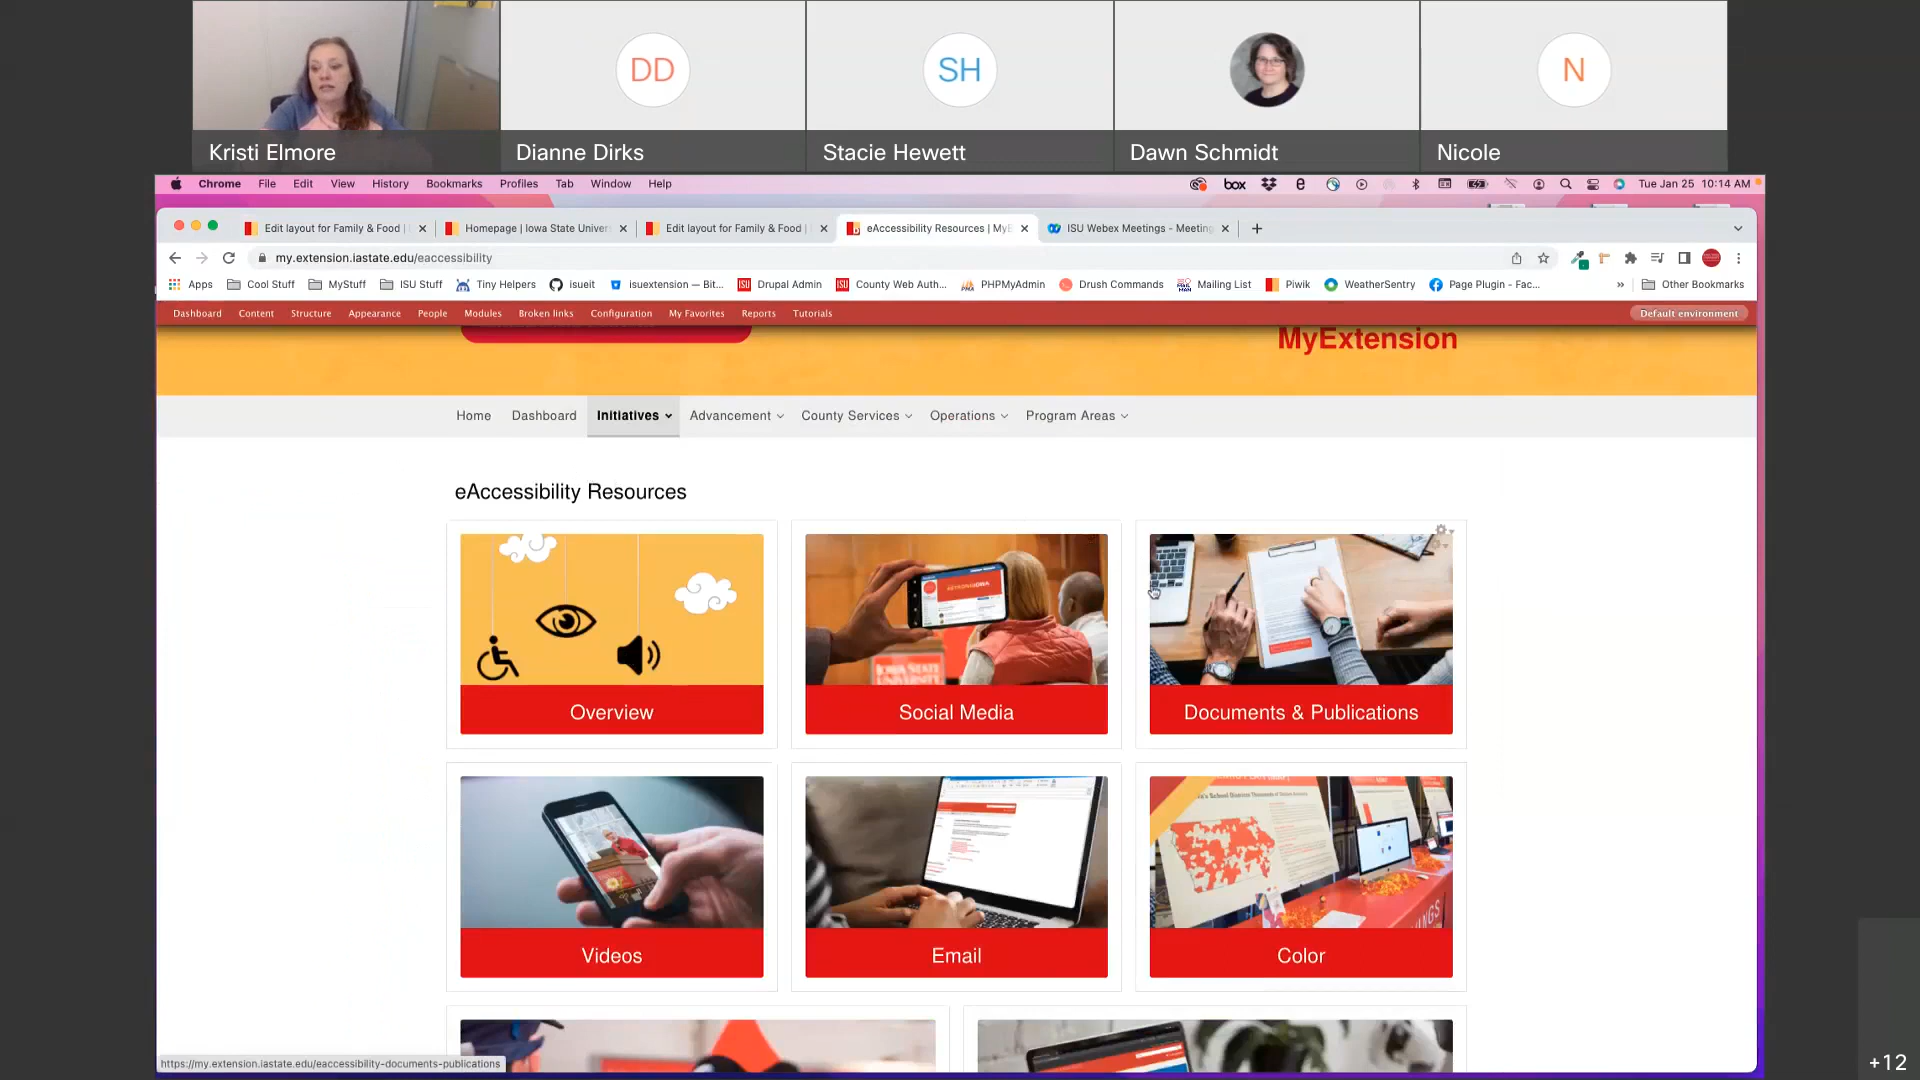 DD
SH
N
Kristi Elmore
Dianne Dirks
Stacie Hewett
Dawn Schmidt
Nicole
Chrome File Edit View History Bookmarks Profiles Tab Window Help
box
Tue Jan 25 10:14 AM
Edit layout for Family & Food |
Homepage | Iowa State Univer
Edit layout for Family & Food |
eAccessibility Resources | MyE
ISU Webex Meetings - Meeting
my.extension.iastate.edu/eaccessibility
Apps Cool Stuff MyStuff ISU Stuff Tiny Helpers isueit isuextension — Bit... Drupal Admin County Web Auth... PHPMyAdmin Drush Commands Mailing List Piwik WeatherSentry Page Plugin - Fac... » Other Bookmarks
Dashboard Content Structure Appearance People Modules Broken links Configuration My Favorites Reports Tutorials Default environment
MyExtension
Home Dashboard Initiatives Advancement County Services Operations Program Areas
eAccessibility Resources
IOWA STATE
Overview
Social Media
Documents & Publications
Videos
Email
Color
https://my.extension.iastate.edu/eaccessibility-documents-publications
+12